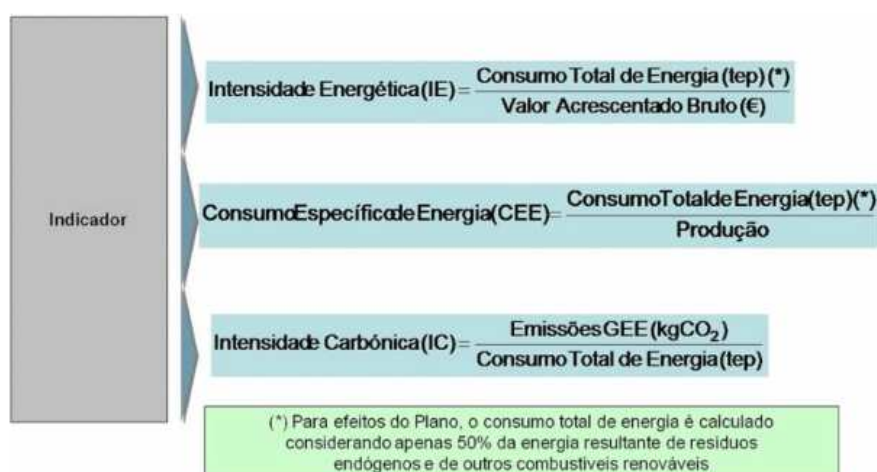 Intensidade Energética (IE) = Consumo Total de Energia (tep) (*)
Valor Acrescentado Bruto (€)
Indicador
Consumo Específico de Energia (CEE) = Consumo Total de Energia (tep) (*)
Produção
Intensidade Carbónica (IC) = Emissões GEE (kgCO₂)
Consumo Total de Energia (tep)
(*) Para efeitos do Plano, o consumo total de energia é calculado
considerando apenas 50% da energia resultante de resíduos
endógenos e de outros combustíveis renováveis